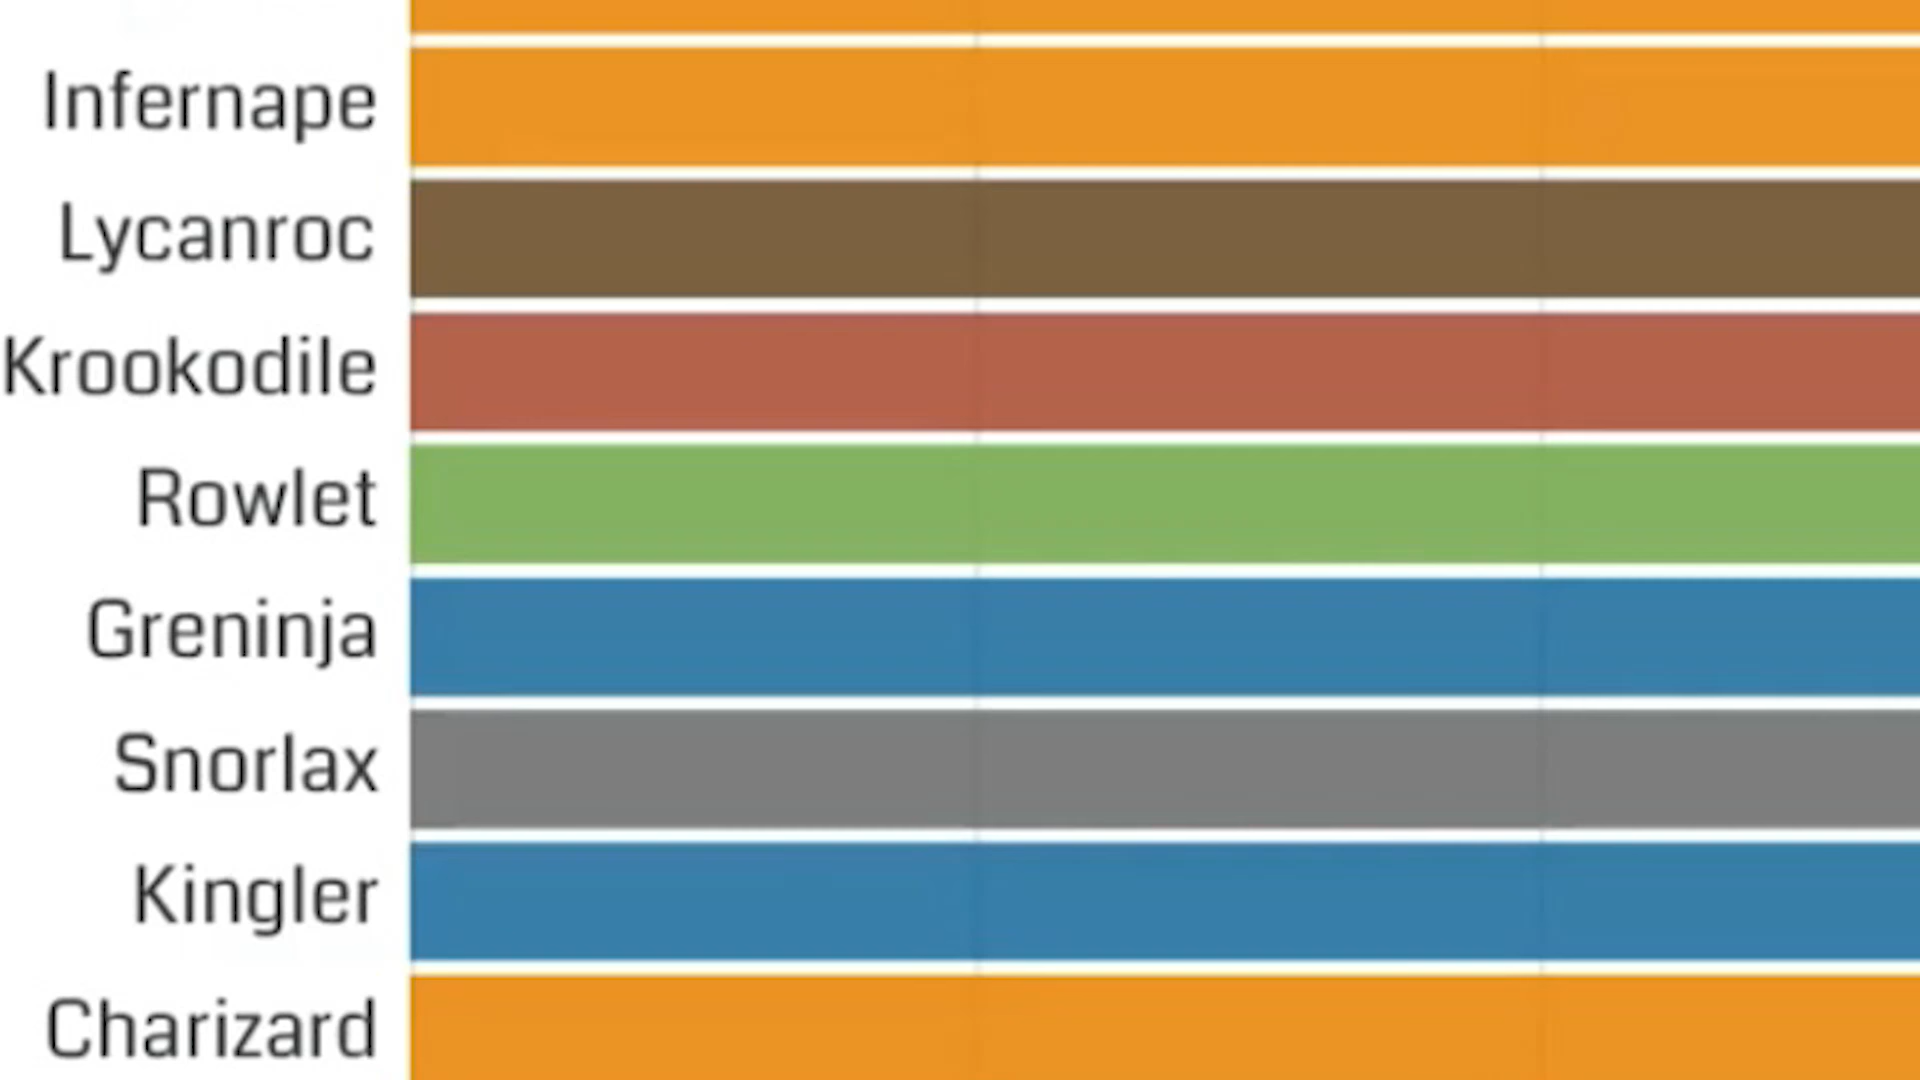 Infernape
Lycanroc
Krookodile
Rowlet
Greninja
Snorlax
Kingler
Charizard